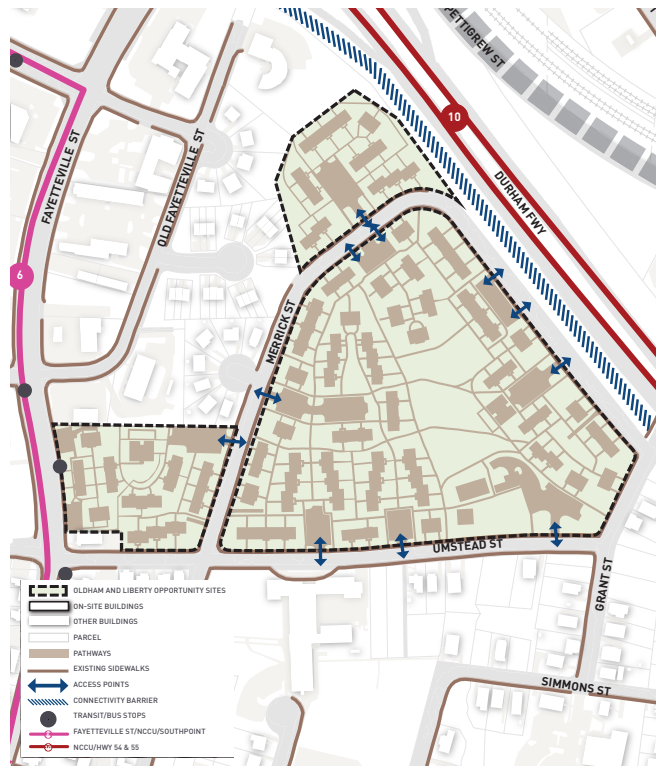 PETTIGREW ST
10
DURHAM FWY
FAYETTEVILLE ST
OLD FAYETTEVILLE ST
6
MERRICK ST
UMSTEAD ST
GRANT ST
SIMMONS ST
OLDHAM AND LIBERTY OPPORTUNITY SITES
ON-SITE BUILDINGS
OTHER BUILDINGS
PARCEL
PATHWAYS
EXISTING SIDEWALKS
ACCESS POINTS
CONNECTIVITY BARRIER
TRANSIT/BUS STOPS
FAYETTEVILLE ST/NCCU/SOUTHPOINT
NCCU/HWY 54 & 55